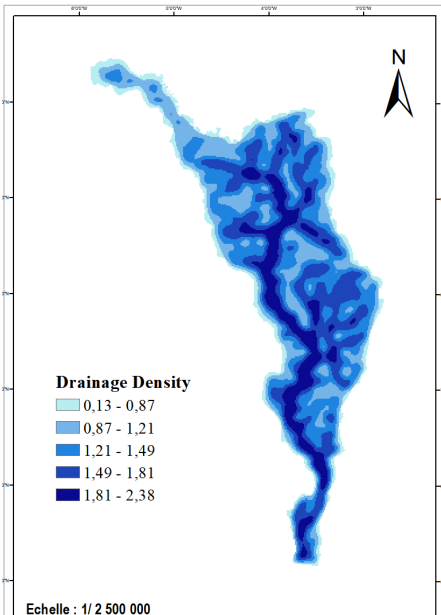 N
Drainage Density
0,13 - 0,87
0,87 - 1,21
1,21 - 1,49
1,49 - 1,81
1,81 - 2,38
Echelle : 1/ 2 500 000